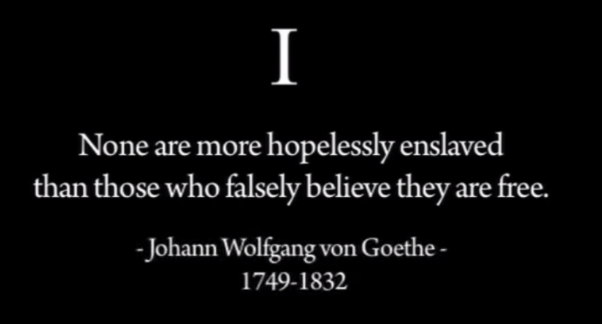 I
None are more hopelessly enslaved
than those who falsely believe they are free.
- Johann Wolfgang von Goethe -
1749-1832